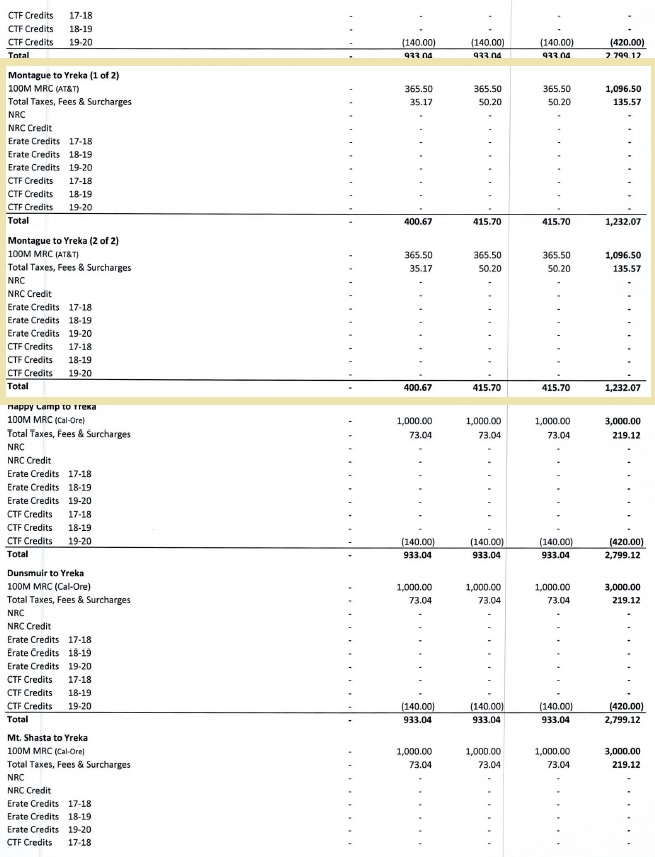 CTF Credits 17-18 - - - - -
CTF Credits 18-19 - - - - -
CTF Credits 19-20 - (140.00) (140.00) (140.00) (420.00)
Total - 933.04 933.04 933.04 2,799.12
Montague to Yreka (1 of 2)
100M MRC (AT&T) - 365.50 365.50 365.50 1,096.50
Total Taxes, Fees & Surcharges - 35.17 50.20 50.20 135.57
NRC - - - - -
NRC Credit - - - - -
Erate Credits 17-18 - - - - -
Erate Credits 18-19 - - - - -
Erate Credits 19-20 - - - - -
CTF Credits 17-18 - - - - -
CTF Credits 18-19 - - - - -
CTF Credits 19-20 - - - - -
Total - 400.67 415.70 415.70 1,232.07
Montague to Yreka (2 of 2)
100M MRC (AT&T) - 365.50 365.50 365.50 1,096.50
Total Taxes, Fees & Surcharges - 35.17 50.20 50.20 135.57
NRC - - - - -
NRC Credit - - - - -
Erate Credits 17-18 - - - - -
Erate Credits 18-19 - - - - -
Erate Credits 19-20 - - - - -
CTF Credits 17-18 - - - - -
CTF Credits 18-19 - - - - -
CTF Credits 19-20 - - - - -
Total - 400.67 415.70 415.70 1,232.07
Happy Camp to Yreka
100M MRC (Cal-Ore) - 1,000.00 1,000.00 1,000.00 3,000.00
Total Taxes, Fees & Surcharges - 73.04 73.04 73.04 219.12
NRC - - - - -
NRC Credit - - - - -
Erate Credits 17-18 - - - - -
Erate Credits 18-19 - - - - -
Erate Credits 19-20 - - - - -
CTF Credits 17-18 - - - - -
CTF Credits 18-19 - - - - -
CTF Credits 19-20 - (140.00) (140.00) (140.00) (420.00)
Total - 933.04 933.04 933.04 2,799.12
Dunsmuir to Yreka
100M MRC (Cal-Ore) - 1,000.00 1,000.00 1,000.00 3,000.00
Total Taxes, Fees & Surcharges - 73.04 73.04 73.04 219.12
NRC - - - - -
NRC Credit - - - - -
Erate Credits 17-18 - - - - -
Erate Credits 18-19 - - - - -
Erate Credits 19-20 - - - - -
CTF Credits 17-18 - - - - -
CTF Credits 18-19 - - - - -
CTF Credits 19-20 - (140.00) (140.00) (140.00) (420.00)
Total - 933.04 933.04 933.04 2,799.12
Mt. Shasta to Yreka
100M MRC (Cal-Ore) - 1,000.00 1,000.00 1,000.00 3,000.00
Total Taxes, Fees & Surcharges - 73.04 73.04 73.04 219.12
NRC - - - - -
NRC Credit - - - - -
Erate Credits 17-18 - - - - -
Erate Credits 18-19 - - - - -
Erate Credits 19-20 - - - - -
CTF Credits 17-18 - - - - -